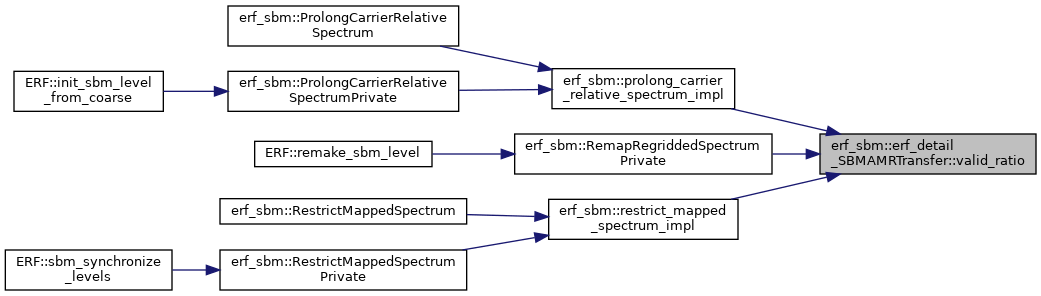 erf_sbm::ProlongCarrierRelative
Spectrum
ERF::init_sbm_level
_from_coarse
erf_sbm::ProlongCarrierRelative
SpectrumPrivate
erf_sbm::prolong_carrier
_relative_spectrum_impl
ERF::remake_sbm_level
erf_sbm::RemapRegriddedSpectrum
Private
erf_sbm::erf_detail
_SBMAMRTransfer::valid_ratio
erf_sbm::RestrictMappedSpectrum
erf_sbm::restrict_mapped
_spectrum_impl
ERF::sbm_synchronize
_levels
erf_sbm::RestrictMappedSpectrum
Private